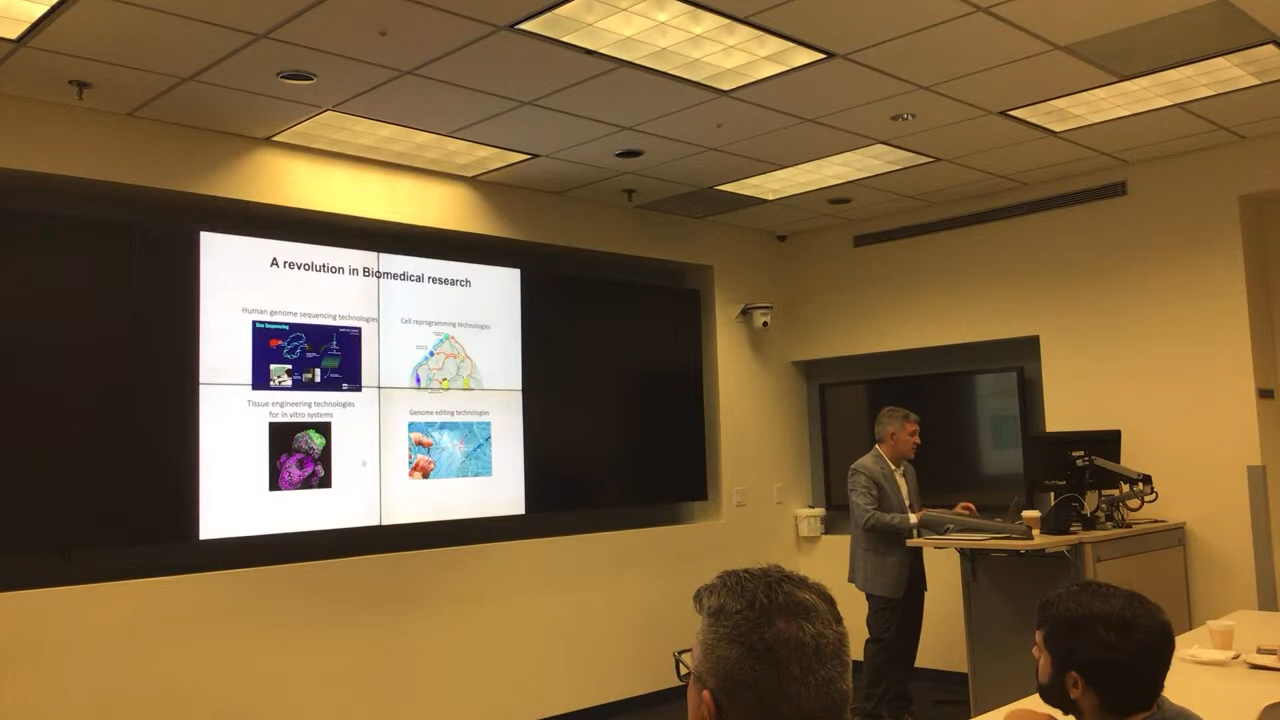 A revolution in Biomedical research
Human genome sequencing technologies
Cell reprogramming technologies
Tissue engineering technologies
for in vitro systems
Genome editing technologies